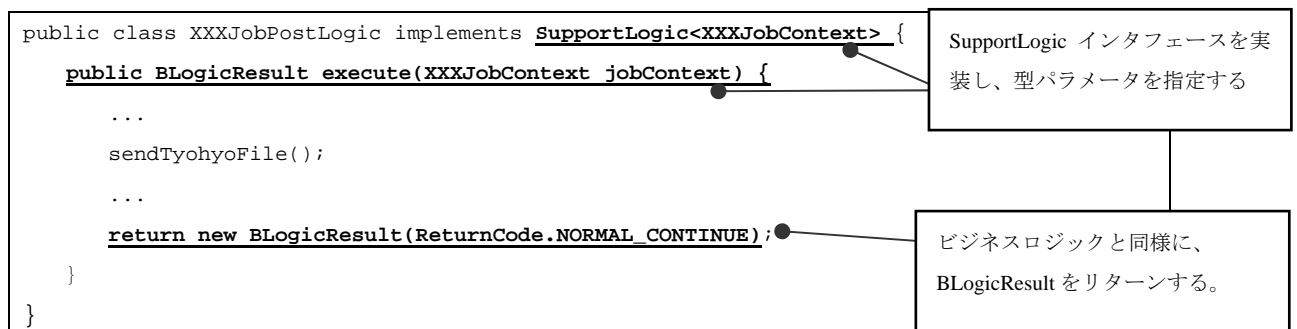 public class XXXJobPostLogic implements SupportLogic<XXXJobContext> {
public BLogicResult execute(XXXJobContext jobContext) {
...
sendTyohyoFile();
...
return new BLogicResult(ReturnCode.NORMAL_CONTINUE);
}
}
SupportLogic インタフェースを実
装し、型パラメータを指定する
ビジネスロジックと同様に、
BLogicResult をリターンする。